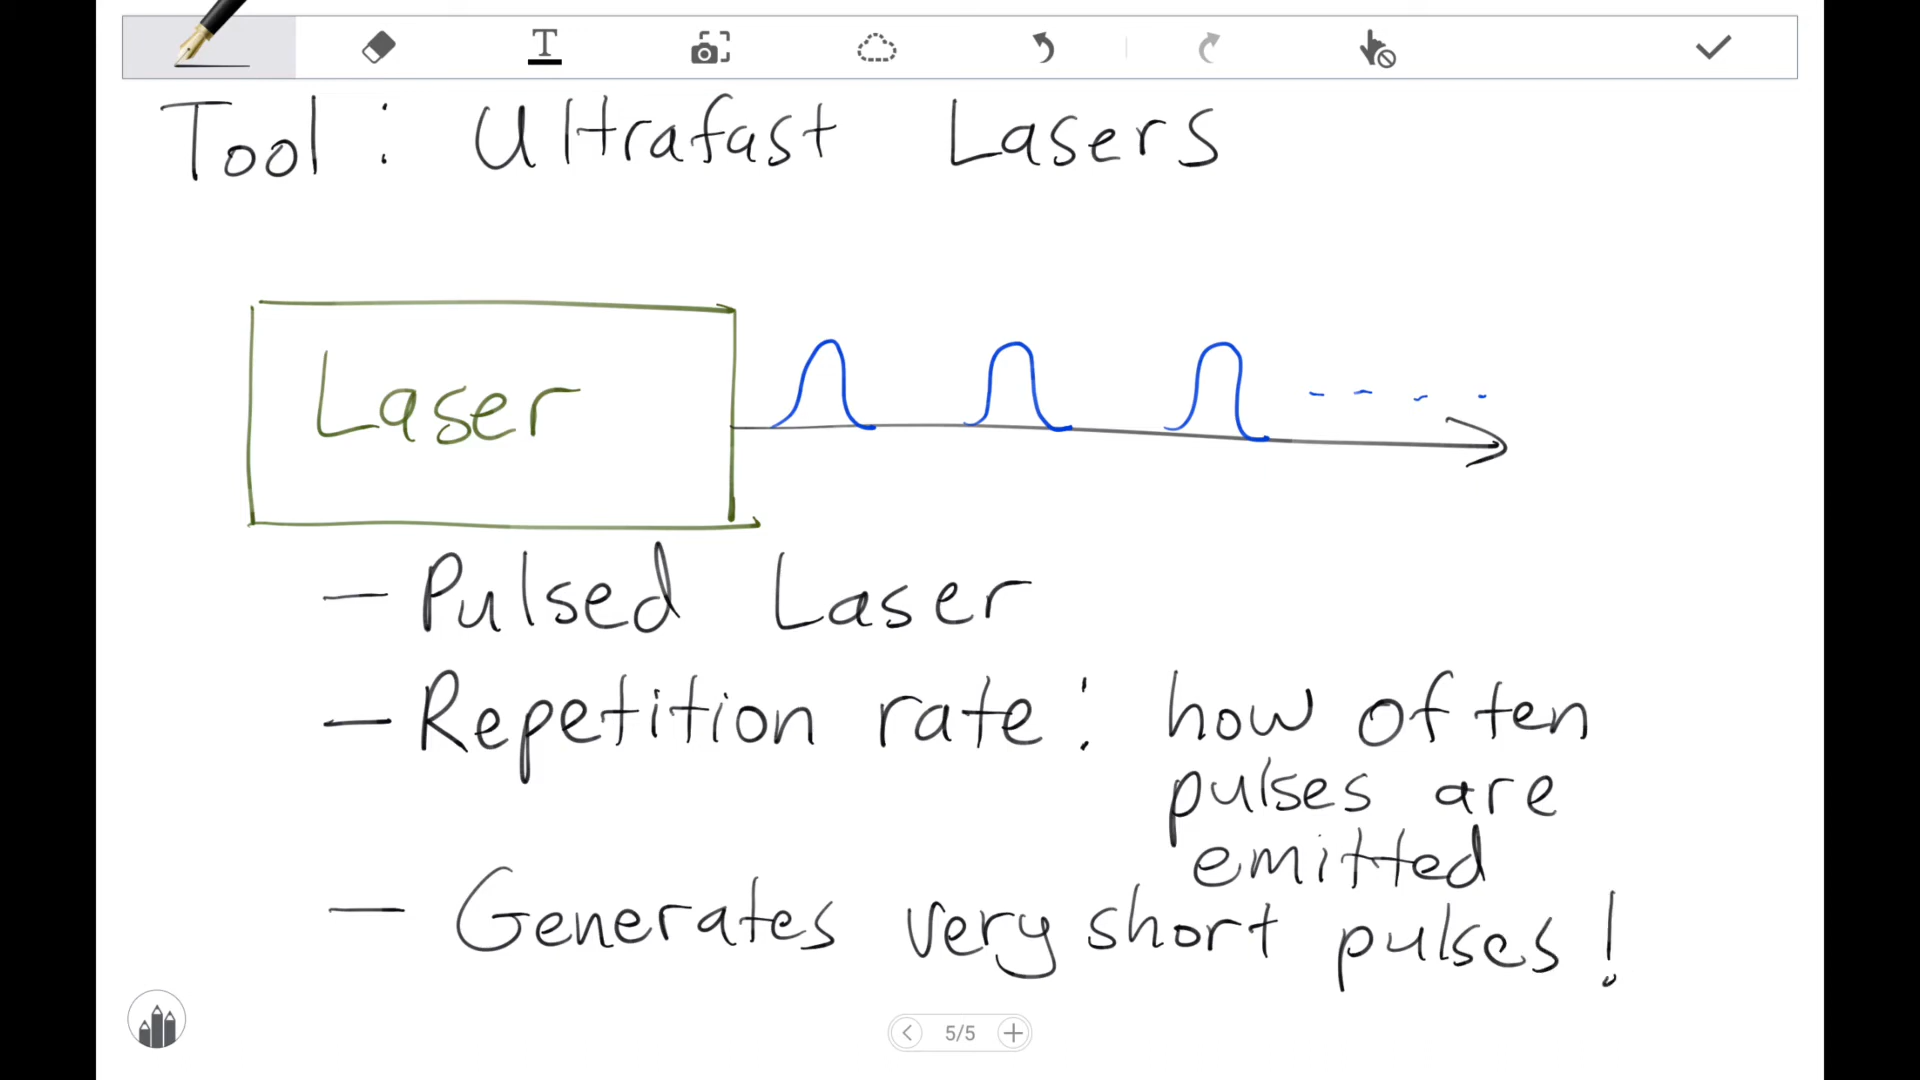 T
Tool : Ultrafast Lasers
Laser
- Pulsed Laser
- Repetition rate : how often
pulses are
emitted
- Generates very short pulses !
5/5